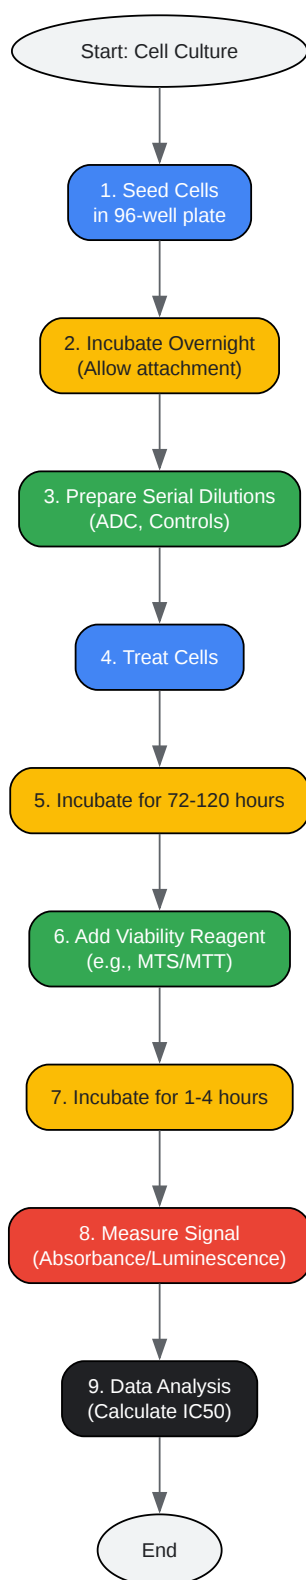 Start: Cell Culture
1. Seed Cells
in 96-well plate
2. Incubate Overnight
(Allow attachment)
3. Prepare Serial Dilutions
(ADC, Controls)
4. Treat Cells
5. Incubate for 72-120 hours
6. Add Viability Reagent
(e.g., MTS/MTT)
7. Incubate for 1-4 hours
8. Measure Signal
(Absorbance/Luminescence)
9. Data Analysis
(Calculate IC50)
End